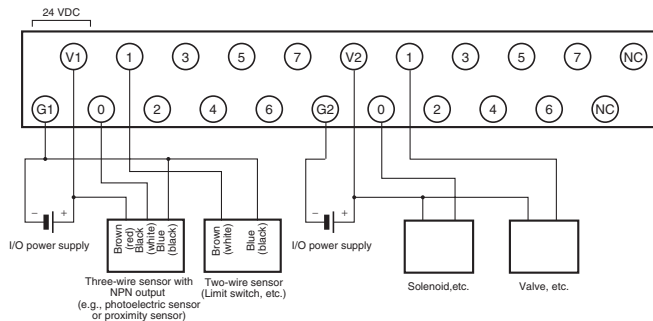 24 VDC
V1 1 3 5 7 V2 1 3 5 7 NC
G1 0 2 4 6 G2 0 2 4 6 NC
− +
I/O power supply
Brown (red)
Black (white)
Blue (black)
Three-wire sensor with
NPN output
(e.g., photoelectric sensor
or proximity sensor)
Brown (white)
Blue (black)
Two-wire sensor
(Limit switch, etc.)
− +
I/O power supply
Solenoid,etc.
Valve, etc.